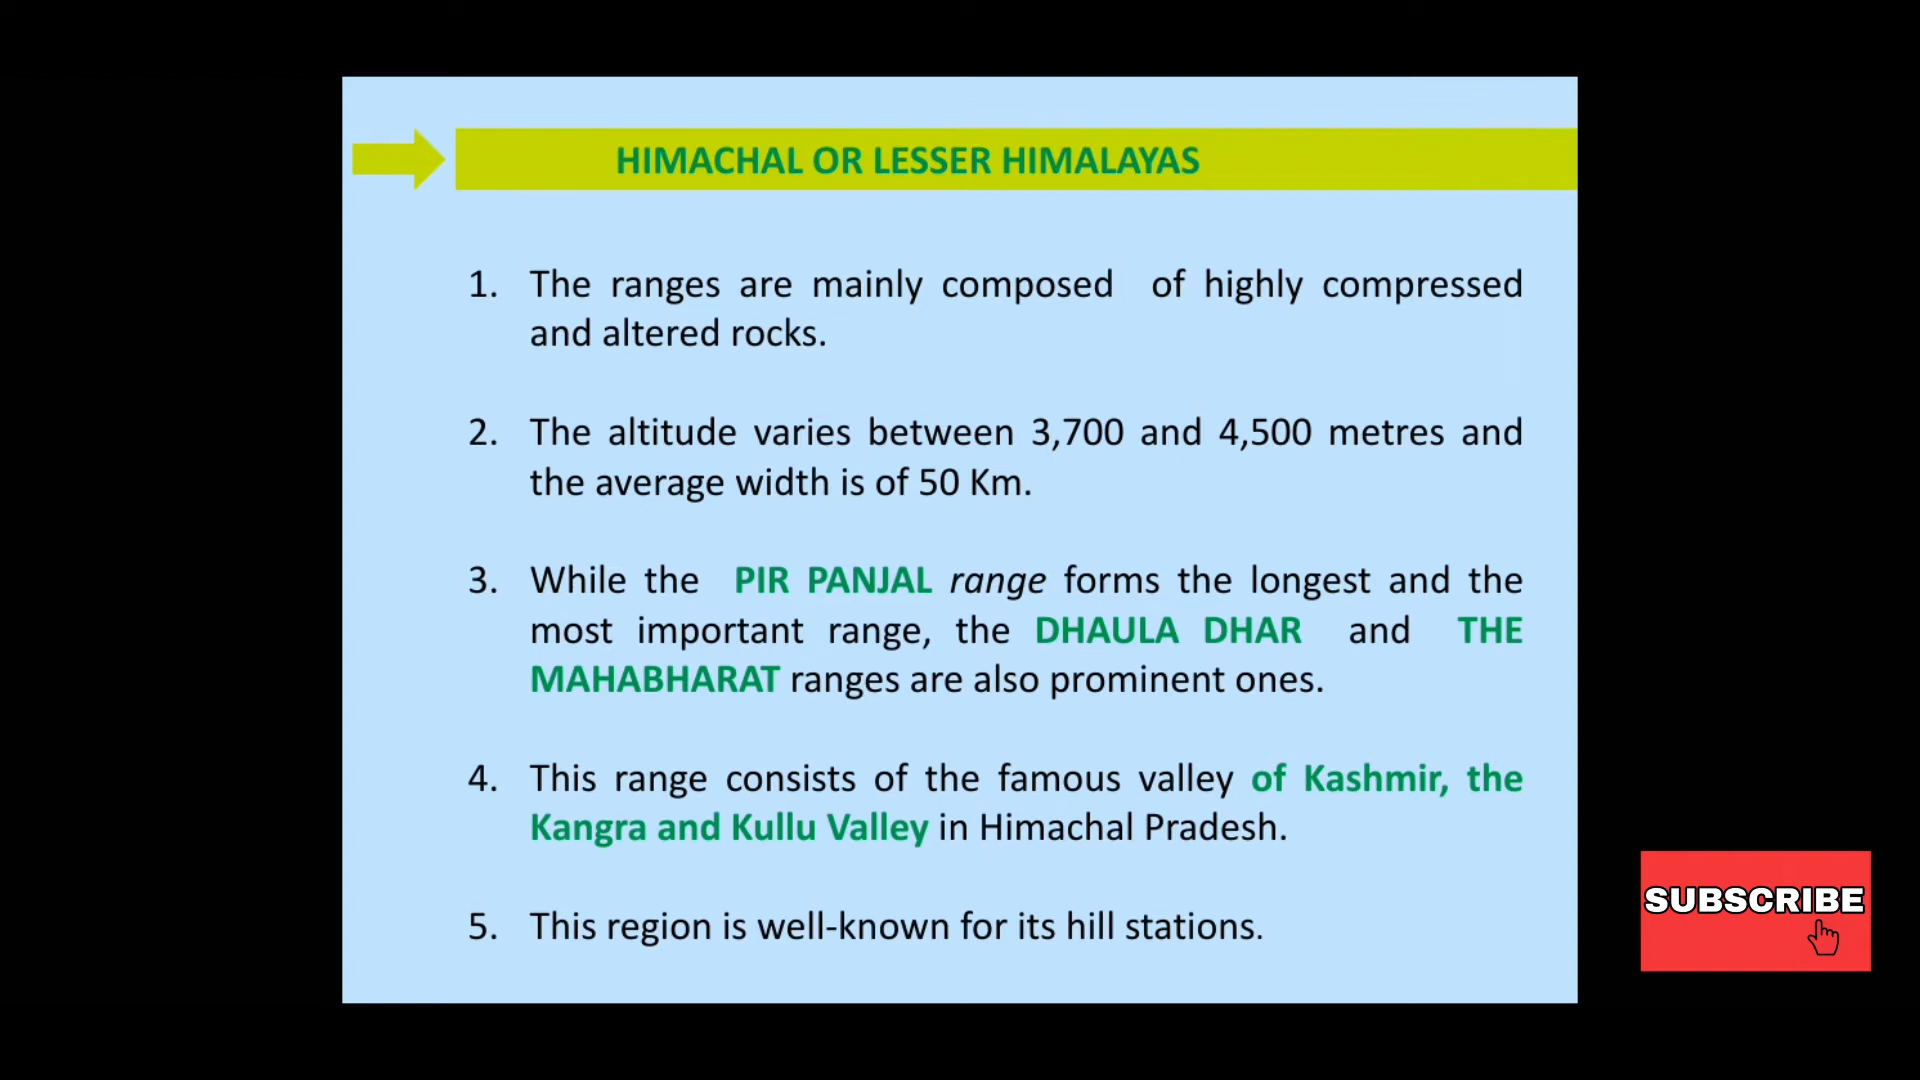 HIMACHAL OR LESSER HIMALAYAS
1. The ranges are mainly composed of highly compressed
and altered rocks.
2. The altitude varies between 3,700 and 4,500 metres and
the average width is of 50 Km.
3. While the PIR PANJAL range forms the longest and the
most important range, the DHAULA DHAR and THE
MAHABHARAT ranges are also prominent ones.
4. This range consists of the famous valley of Kashmir, the
Kangra and Kullu Valley in Himachal Pradesh.
5. This region is well-known for its hill stations.
SUBSCRIBE